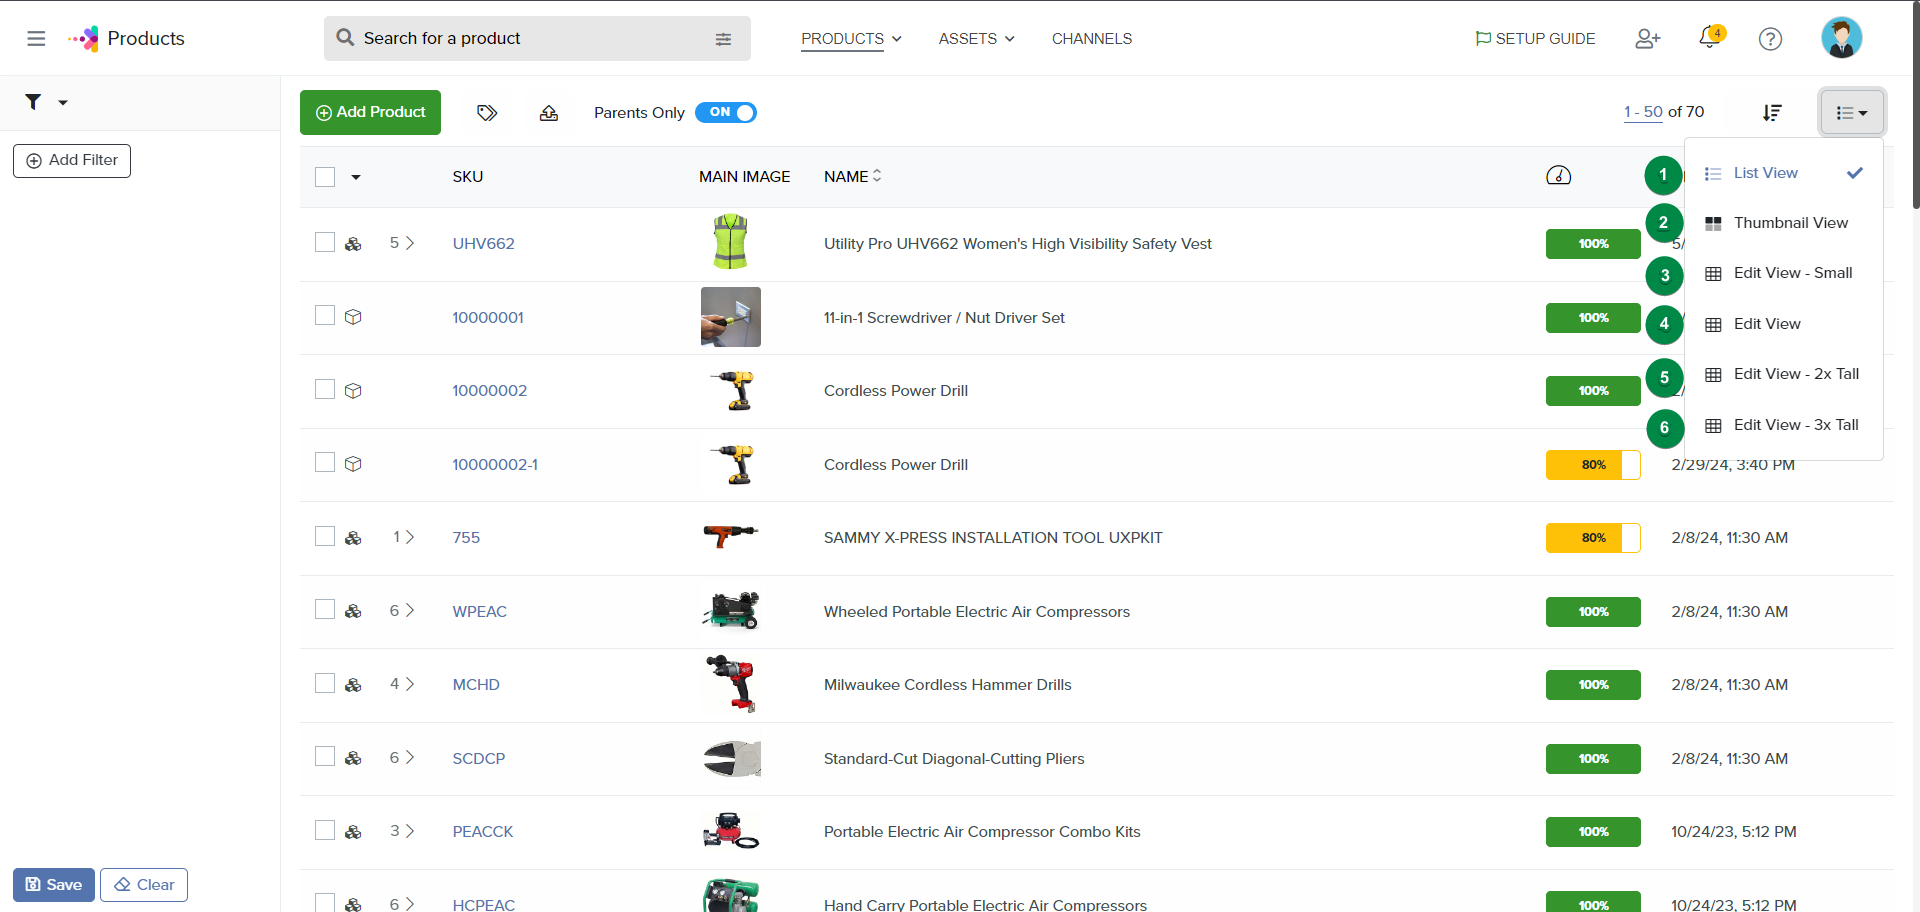 Products
Search for a product
PRODUCTS
ASSETS
CHANNELS
SETUP GUIDE
4
Add Product
Parents Only
ON
1 - 50 of 70
Add Filter
SKU
MAIN IMAGE
NAME
1
List View
2
Thumbnail View
3
Edit View - Small
4
Edit View
5
Edit View - 2x Tall
6
Edit View - 3x Tall
5
UHV662
Utility Pro UHV662 Women's High Visibility Safety Vest
100%
5/
10000001
11-in-1 Screwdriver / Nut Driver Set
100%
10000002
Cordless Power Drill
100%
10000002-1
Cordless Power Drill
80%
2/29/24, 3:40 PM
1
755
SAMMY X-PRESS INSTALLATION TOOL UXPKIT
80%
2/8/24, 11:30 AM
6
WPEAC
Wheeled Portable Electric Air Compressors
100%
2/8/24, 11:30 AM
4
MCHD
Milwaukee Cordless Hammer Drills
100%
2/8/24, 11:30 AM
6
SCDCP
Standard-Cut Diagonal-Cutting Pliers
100%
2/8/24, 11:30 AM
3
PEACCK
Portable Electric Air Compressor Combo Kits
100%
10/24/23, 5:12 PM
6
HCPEAC
Hand Carry Portable Electric Air Compressors
100%
10/24/23, 5:12 PM
Save
Clear